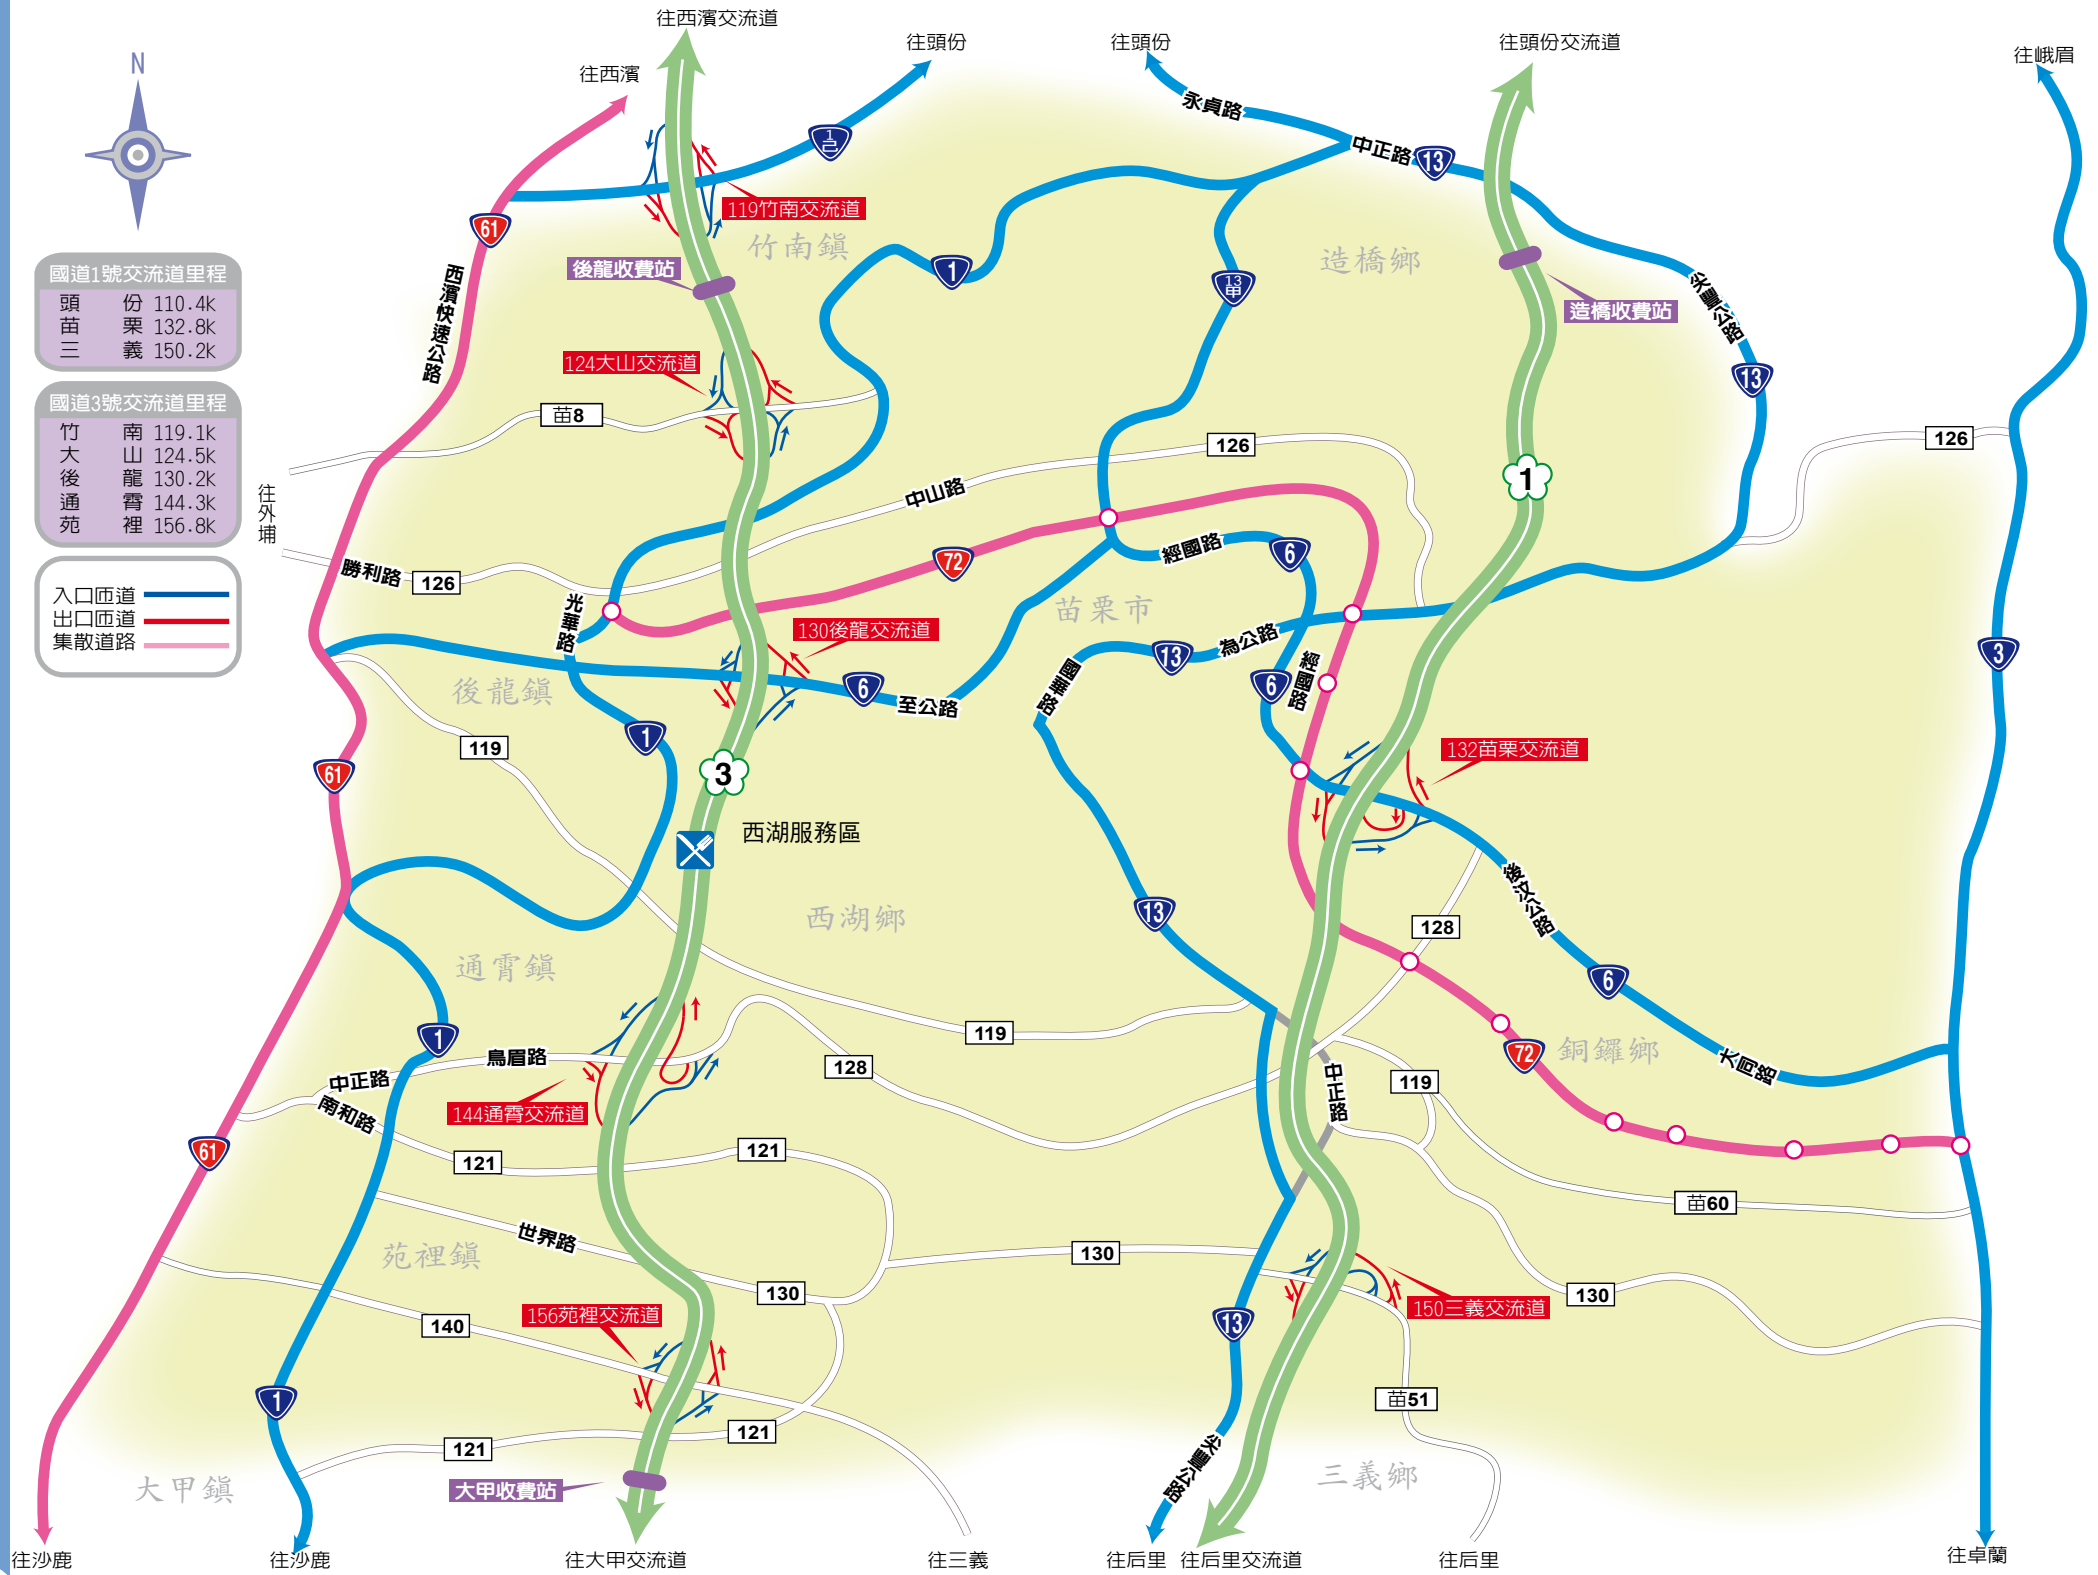 往西濱交流道
往頭份
往頭份
往頭份交流道
往峨眉
往西濱
N
永貞路
中正路
13
1
己
61
119竹南交流道
竹南鎮
造橋鄉
國道1號交流道里程
頭 份 110.4k
苗 栗 132.8k
三 義 150.2k
後龍收費站
1
13
甲
造橋收費站
尖豐公路
西濱快速公路
124大山交流道
13
國道3號交流道里程
竹 南 119.1k
大 山 124.5k
後 龍 130.2k
通 霄 144.3k
苑 裡 156.8k
苗8
126
126
往外埔
中山路
1
勝利路
126
72
經國路
6
入口匝道
出口匝道
集散道路
光華路
苗栗市
130後龍交流道
為公路
13
3
後龍鎮
國華路
經國路
6
6
至公路
119
1
132苗栗交流道
61
3
西湖服務區
後汶公路
13
128
西湖鄉
通霄鎮
6
1
119
銅鑼鄉
72
烏眉路
128
大同路
中正路
119
中正路
南和路
144通霄交流道
61
121
121
苗60
世界路
苑裡鎮
130
130
130
156苑裡交流道
150三義交流道
140
13
1
苗51
121
121
尖豐公路
大甲收費站
大甲鎮
三義鄉
往沙鹿
往沙鹿
往大甲交流道
往三義
往后里
往后里交流道
往后里
往卓蘭